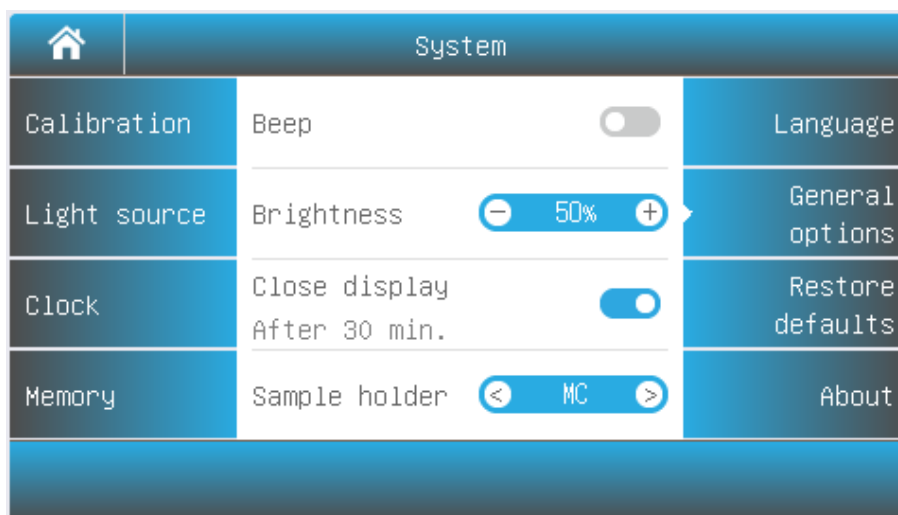 System
Calibration
Light source
Clock
Memory
Beep
Brightness
50%
Close display
After 30 min.
Sample holder
< MC >
Language
General
options
Restore
defaults
About